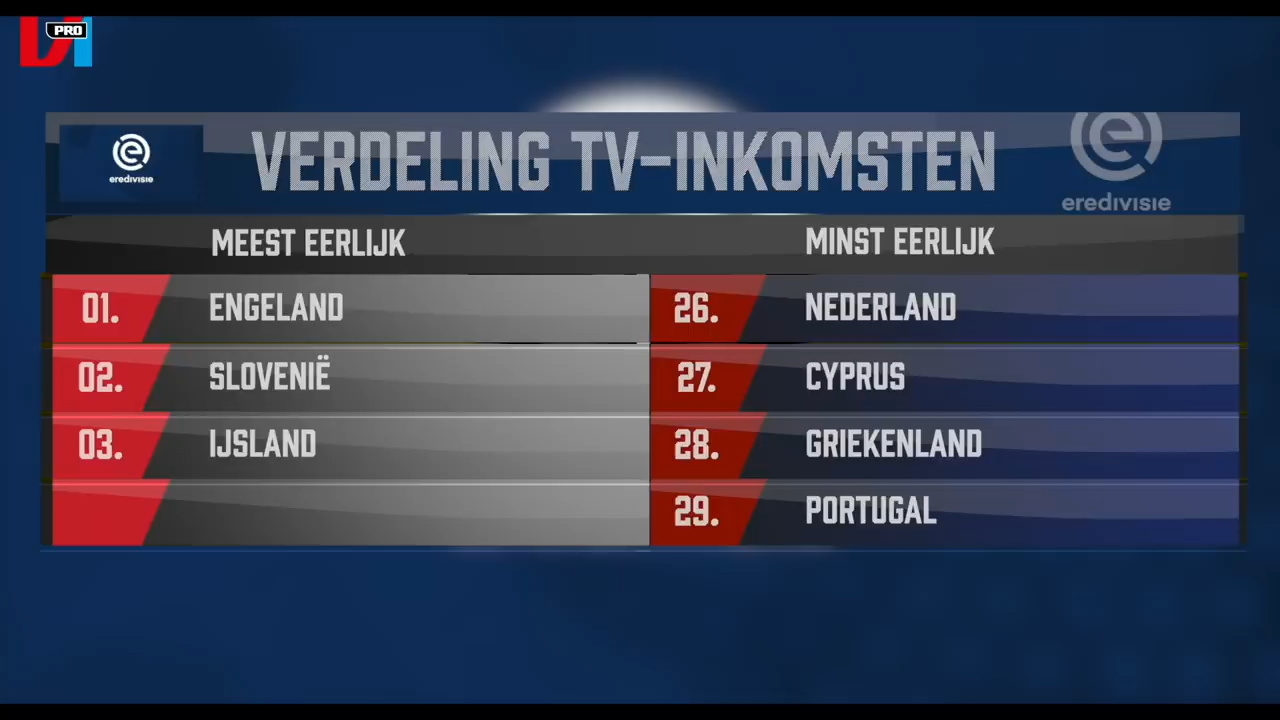 VI PRO
eredivisie
VERDELING TV-INKOMSTEN
eredivisie
MEEST EERLIJK
MINST EERLIJK
01. ENGELAND
26. NEDERLAND
02. SLOVENIË
27. CYPRUS
03. IJSLAND
28. GRIEKENLAND
29. PORTUGAL